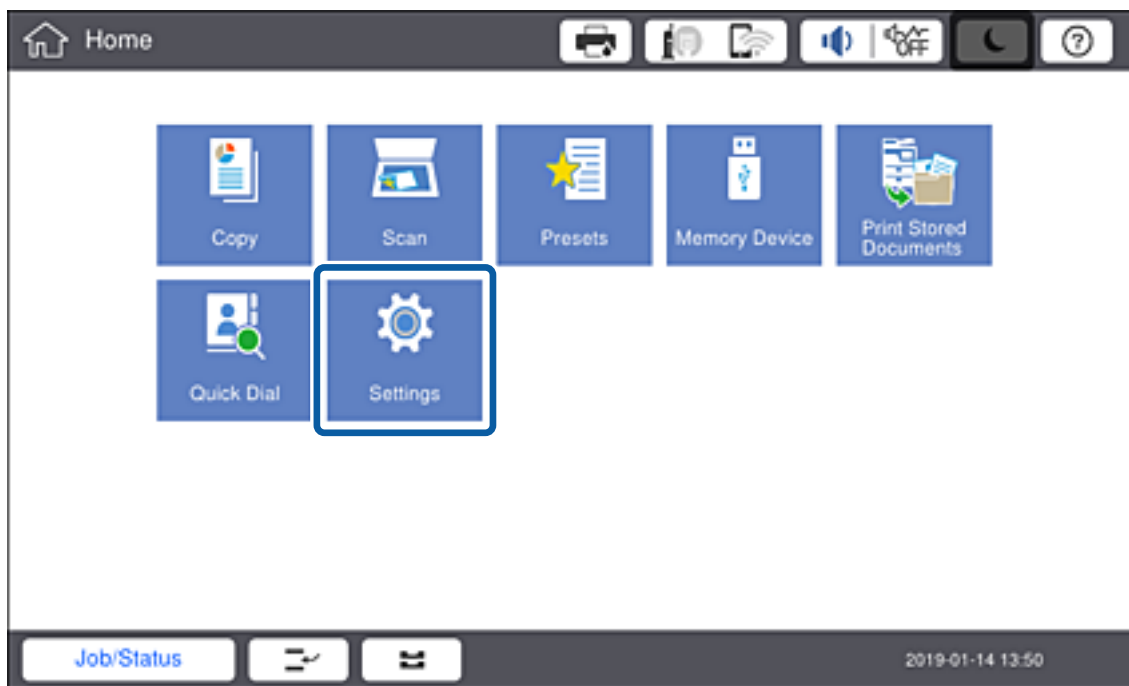 Home
OFF
?
Copy
Scan
Presets
Memory Device
Print Stored
Documents
Quick Dial
Settings
Job/Status
2019-01-14 13:50